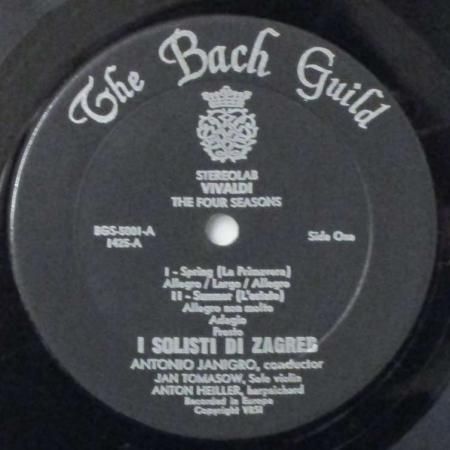 The Bach Guild
STEREOLAB
VIVALDI
THE FOUR SEASONS
BGS-5001-A
1425-A
Side One
I - Spring (La Primavera)
Allegro / Largo / Allegro
II - Summer (L'estate)
Allegro non molto
Adagio
Presto
I SOLISTI DI ZAGREB
ANTONIO JANIGRO, conductor
JAN TOMASOW, Solo violin
ANTON HEILLER, harpsichord
Recorded in Europe
Copyright VRSI